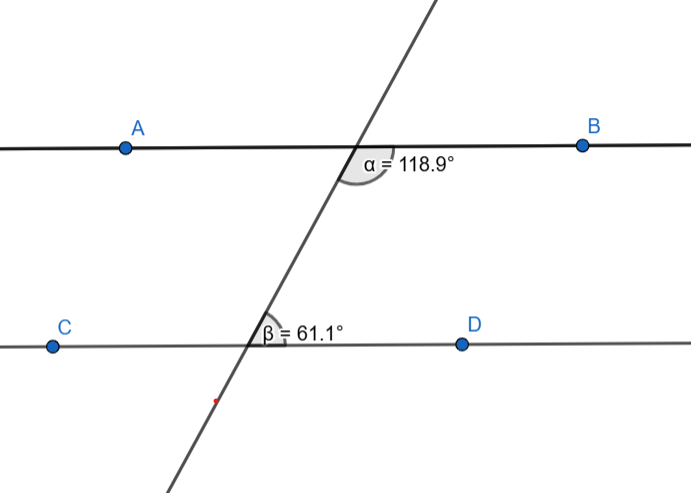 A
B
α = 118.9°
C
D
β = 61.1°